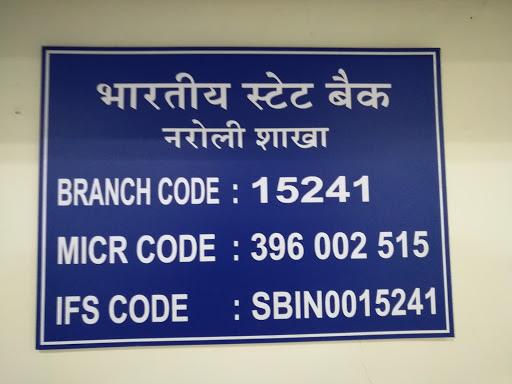 भारतीय स्टेट बैक
नरोली शाखा
BRANCH CODE : 15241
MICR CODE : 396 002 515
IFS CODE : SBIN0015241